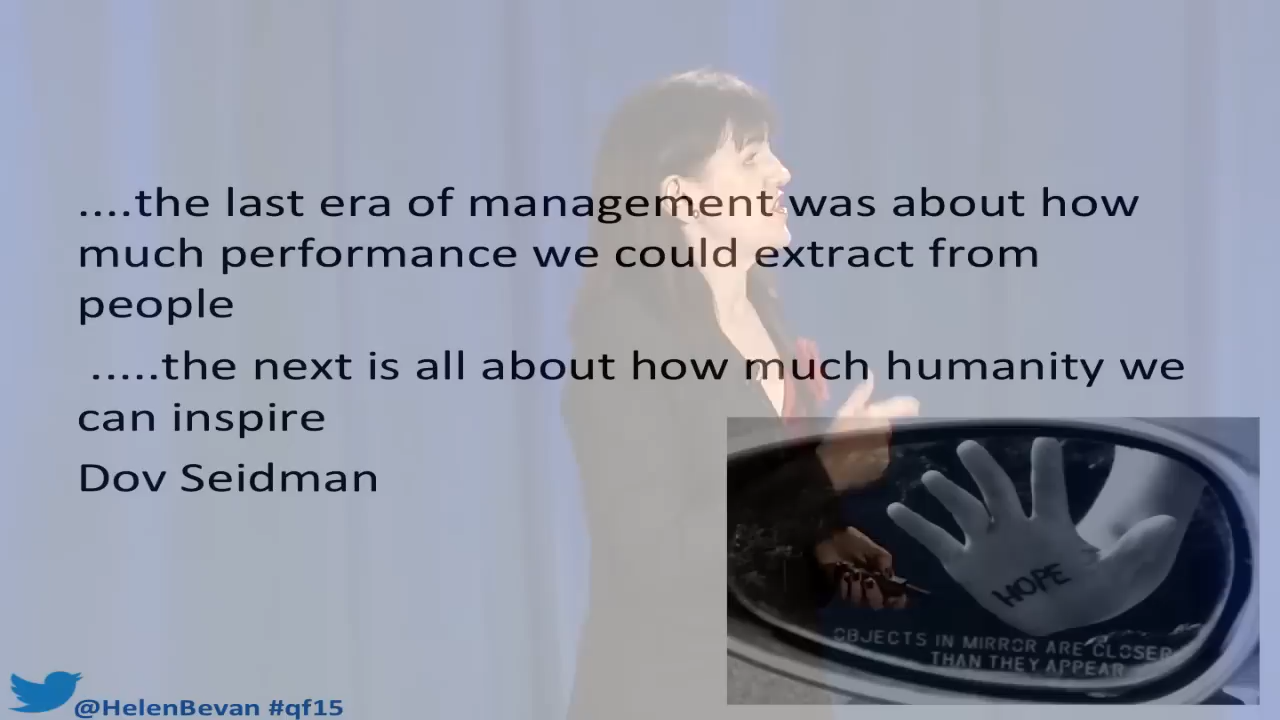 ....the last era of management was about how
much performance we could extract from
people
.....the next is all about how much humanity we
can inspire
Dov Seidman
HOPE
OBJECTS IN MIRROR ARE CLOSER
THAN THEY APPEAR
@HelenBevan #qf15